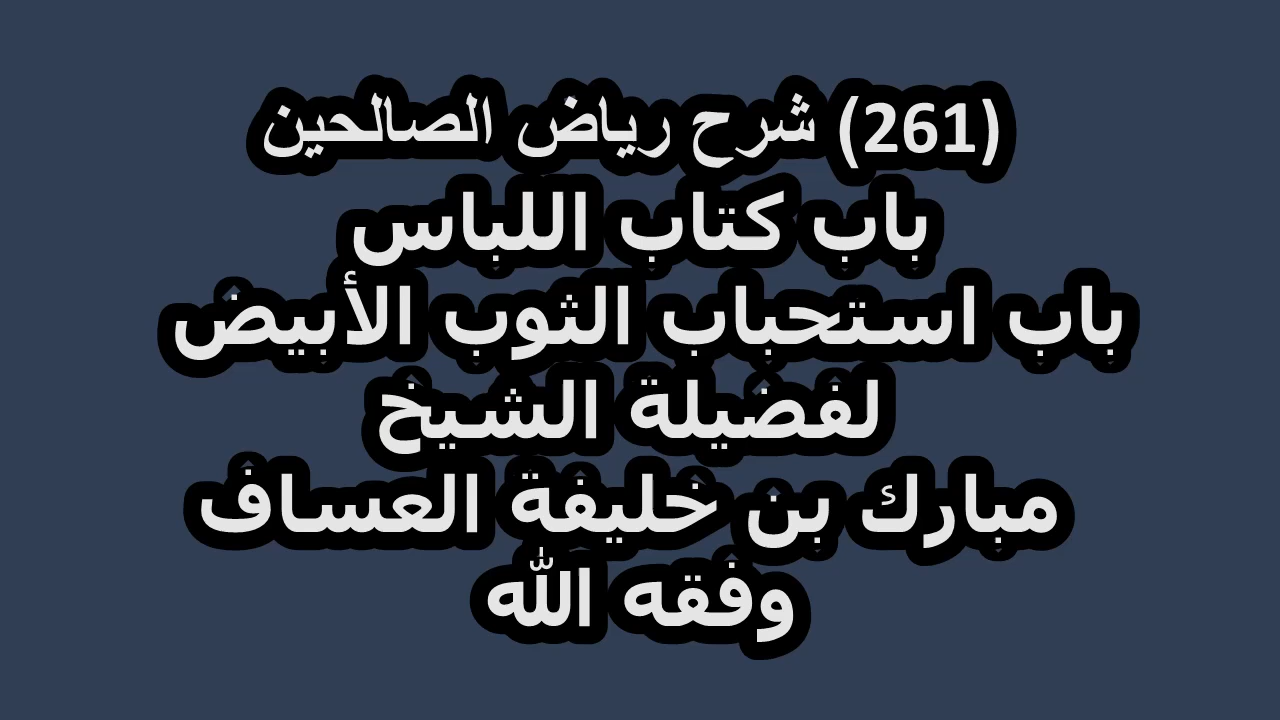 (261) شرح رياض الصالحين
باب كتاب اللباس
باب استحباب الثوب الأبيض
لفضيلة الشيخ
مبارك بن خليفة العساف
وفقه الله